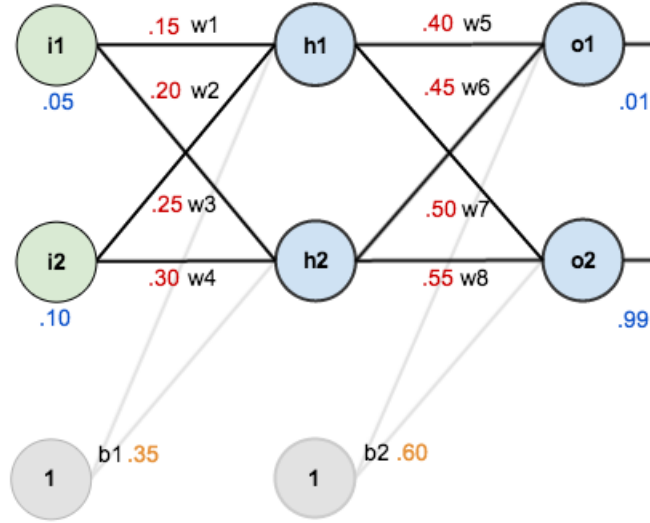 i1 .15 w1 h1 .40 w5 o1
.05 .20 w2 .45 w6 .01
.25 w3 .50 w7
i2 .30 w4 h2 .55 w8 o2
.10 .99
1 b1 .35 1 b2 .60